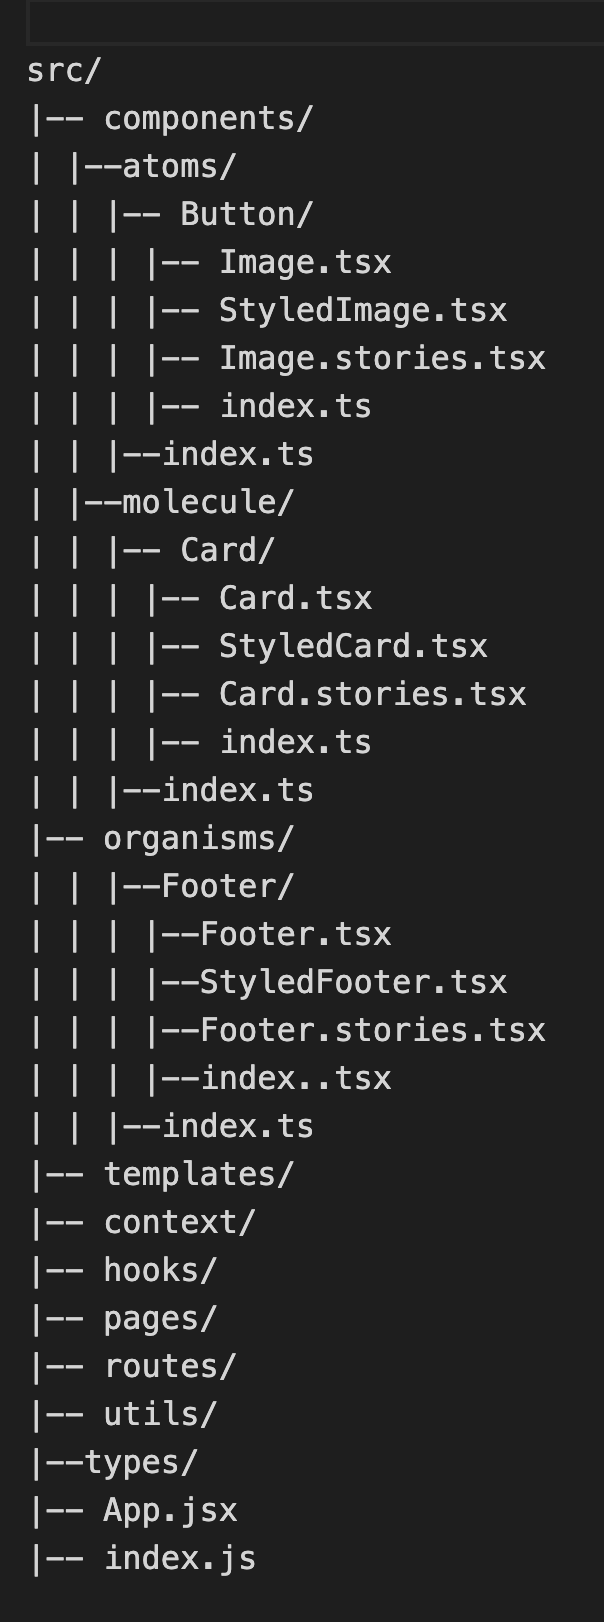 src/
|-- components/
| |--atoms/
| | |-- Button/
| | | |-- Image.tsx
| | | |-- StyledImage.tsx
| | | |-- Image.stories.tsx
| | | |-- index.ts
| | |--index.ts
| |--molecule/
| | |-- Card/
| | | |-- Card.tsx
| | | |-- StyledCard.tsx
| | | |-- Card.stories.tsx
| | | |-- index.ts
| | |--index.ts
|-- organisms/
| | |--Footer/
| | | |--Footer.tsx
| | | |--StyledFooter.tsx
| | | |--Footer.stories.tsx
| | | |--index..tsx
| | |--index.ts
|-- templates/
|-- context/
|-- hooks/
|-- pages/
|-- routes/
|-- utils/
|--types/
|-- App.jsx
|-- index.js